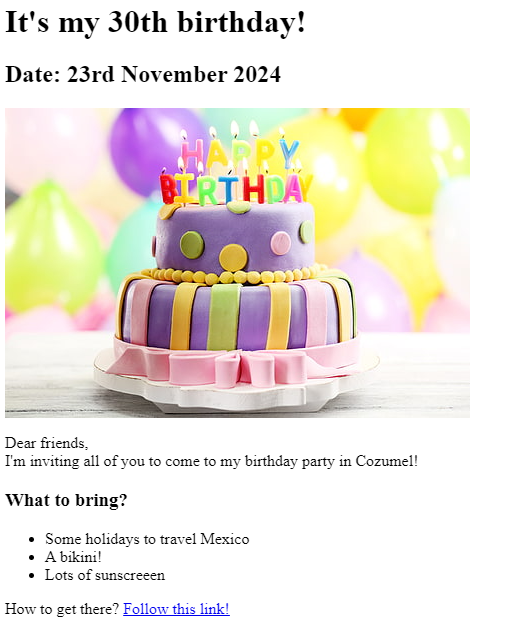 It's my 30th birthday!
Date: 23rd November 2024
HAPPY
BIRTHDAY
Dear friends,
I'm inviting all of you to come to my birthday party in Cozumel!
What to bring?
Some holidays to travel Mexico
A bikini!
Lots of sunscreeen
How to get there? Follow this link!